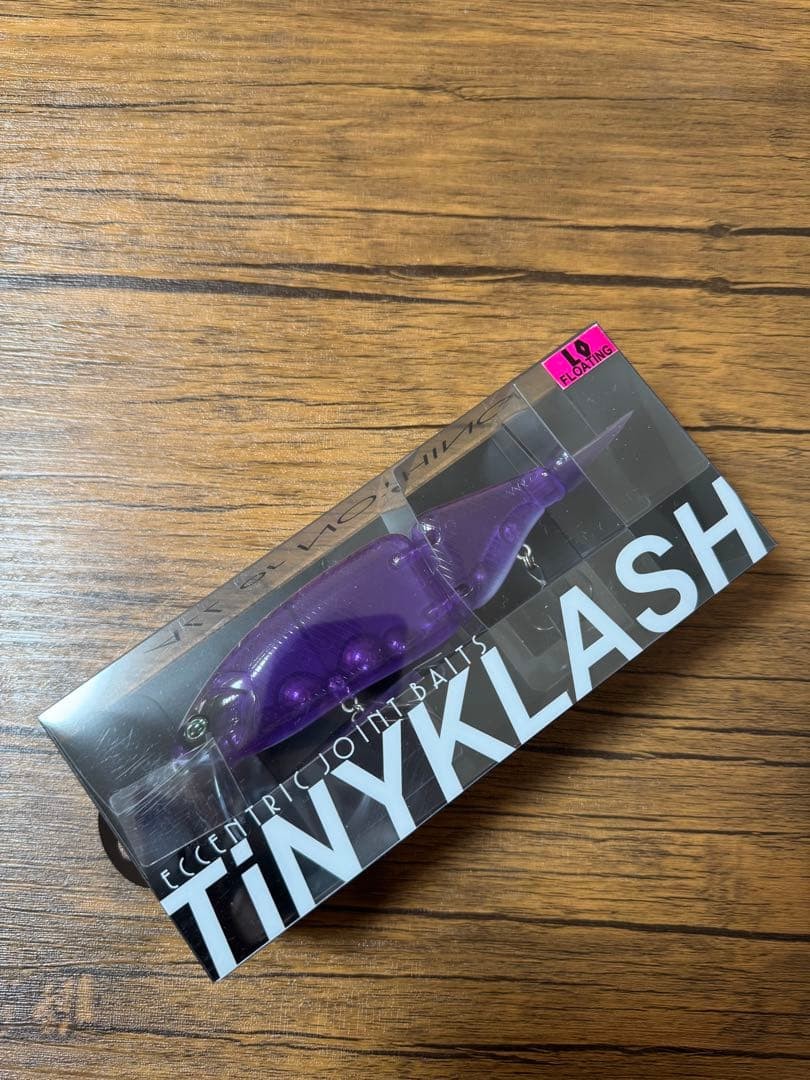 LO
FLOATING
ECCENTRIC JOINT BAITS
TiNYKLASH